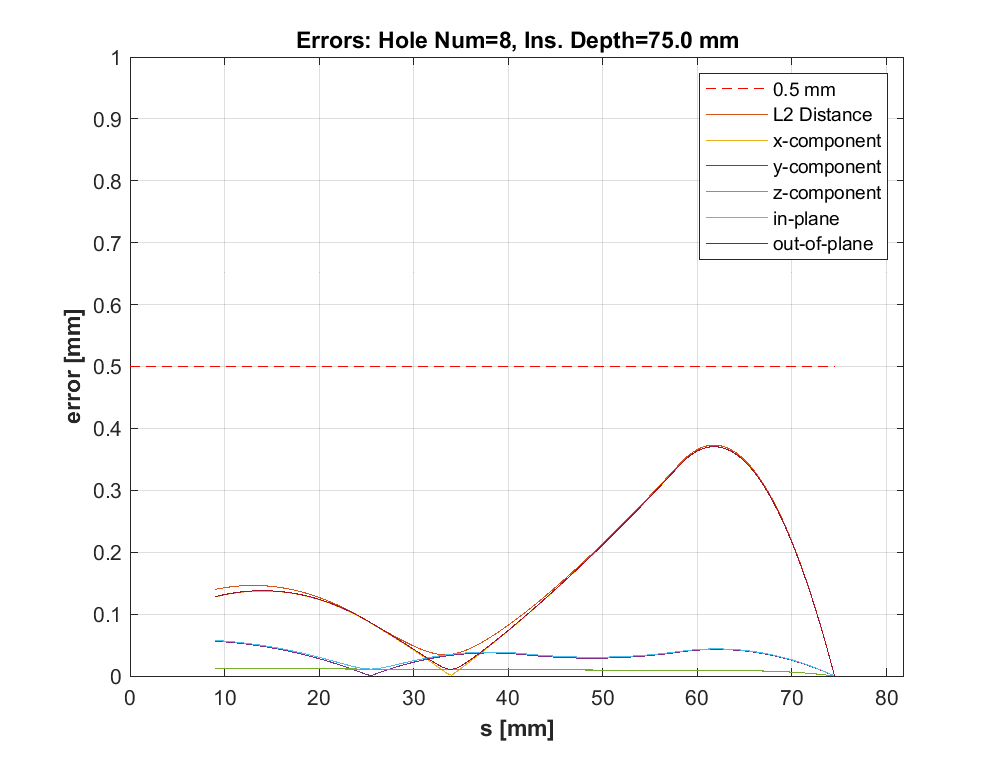 Errors: Hole Num=8, Ins. Depth=75.0 mm
1
0.9
0.8
0.7
0.6
0.5
0.4
0.3
0.2
0.1
0
error [mm]
0.5 mm
L2 Distance
x-component
y-component
z-component
in-plane
out-of-plane
0 10 20 30 40 50 60 70 80
s [mm]